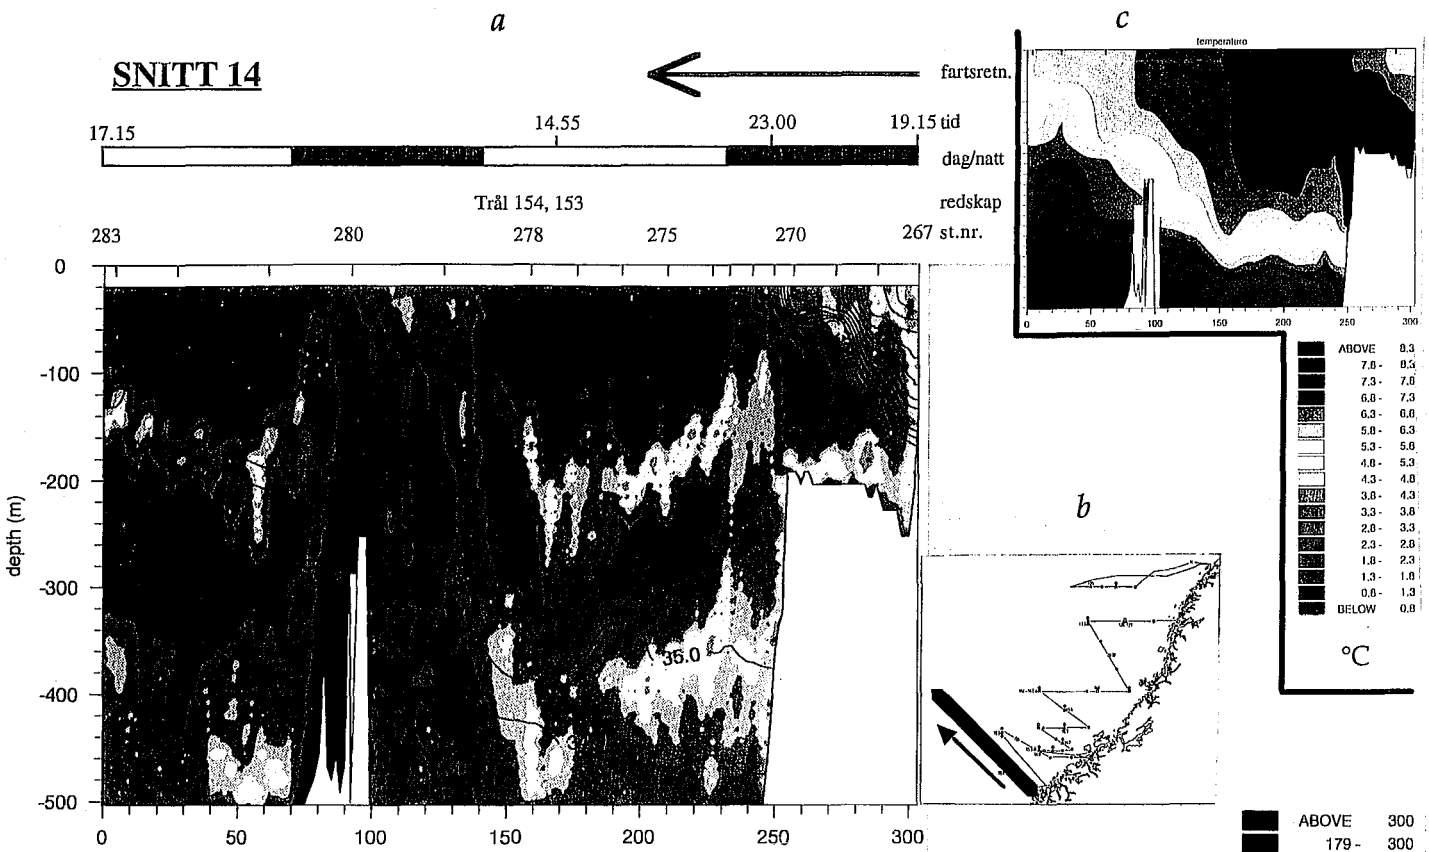 a
c
SNITT 14
fartsretn.
17.15 14.55 23.00 19.15 tid
dag/natt
Trål 154, 153
redskap
283 280 278 275 270 267 st.nr.
0
-100
-200
-300
-400
-500
depth (m)
35.0
0 50 100 150 200 250 300
temperature
0 50 100 150 200 250 300
ABOVE 8.3
7.8 - 8.3
7.3 - 7.8
6.8 - 7.3
6.3 - 6.8
5.8 - 6.3
5.3 - 5.8
4.8 - 5.3
4.3 - 4.8
3.8 - 4.3
3.3 - 3.8
2.8 - 3.3
2.3 - 2.8
1.8 - 2.3
1.3 - 1.8
0.8 - 1.3
BELOW 0.8
°C
b
ABOVE 300
179 - 300